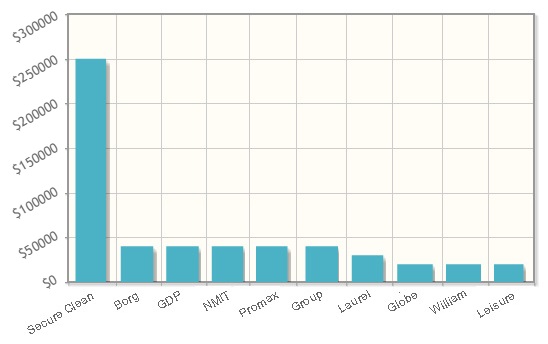 $300000
$250000
$200000
$150000
$100000
$50000
$0
Secure Clean
Borg
GDP
NMIT
Promax
Group
Laurel
Globe
William
Leisure